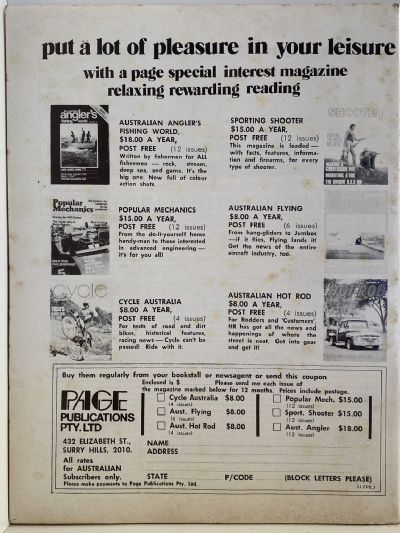 put a lot of pleasure in your leisure
with a page special interest magazine
relaxing rewarding reading
angler's
fishing world
AUSTRALIAN ANGLER'S
FISHING WORLD,
$18.00 A YEAR,
POST FREE (12 issues)
Written by fishermen for ALL
fishermen — rock, stream,
deep sea, and game. It's the
big one. Now full of colour
action shots.
SPORTING SHOOTER
$15.00 A YEAR,
POST FREE (12 issues)
This magazine is loaded —
with facts, features, informa-
tion and firearms, for every
type of shooter.
SHOOTER
Popular
Mechanics
POPULAR MECHANICS
$15.00 A YEAR,
POST FREE (12 issues)
From the do-it-yourself home
handy-man to those interested
in advanced engineering —
it's for you all!
AUSTRALIAN FLYING
$8.00 A YEAR,
POST FREE (6 issues)
From hang-gliders to Jumbos
—if it flies, Flying lands it!
Get the news of the entire
aircraft industry, too.
cycle
CYCLE AUSTRALIA
$8.00 A YEAR,
POST FREE (4 issues)
For tests of road and dirt
bikes, historical features,
racing news — Cycle can't be
passed! Ride with it.
AUSTRALIAN HOT ROD
$8.00 A YEAR,
POST FREE (4 issues)
For Rodders and 'Customers',
HR has got all the news and
happenings of where the
street is neat. Get into gear
and get it!
Buy them regularly from your bookstall or newsagent or send this coupon
PAGE
PUBLICATIONS
PTY. LTD
432 ELIZABETH ST.,
SURRY HILLS, 2010.
All rates
for AUSTRALIAN
Subscribers only.
Enclosed is $ Please send me each issue of
the magazine marked below for 12 months. Prices include postage.
Cycle Australia $8.00
(4 issues)
Aust. Flying $8.00
(6 issues)
Aust. Hot Rod $8.00
(4 issues)
Popular Mech. $15.00
(12 issues)
Sport. Shooter $15.00
(12 issues)
Aust. Angler $18.00
(12 issues)
NAME
ADDRESS
STATE P/CODE (BLOCK LETTERS PLEASE)
Please make payments to Page Publications Pty. Ltd.